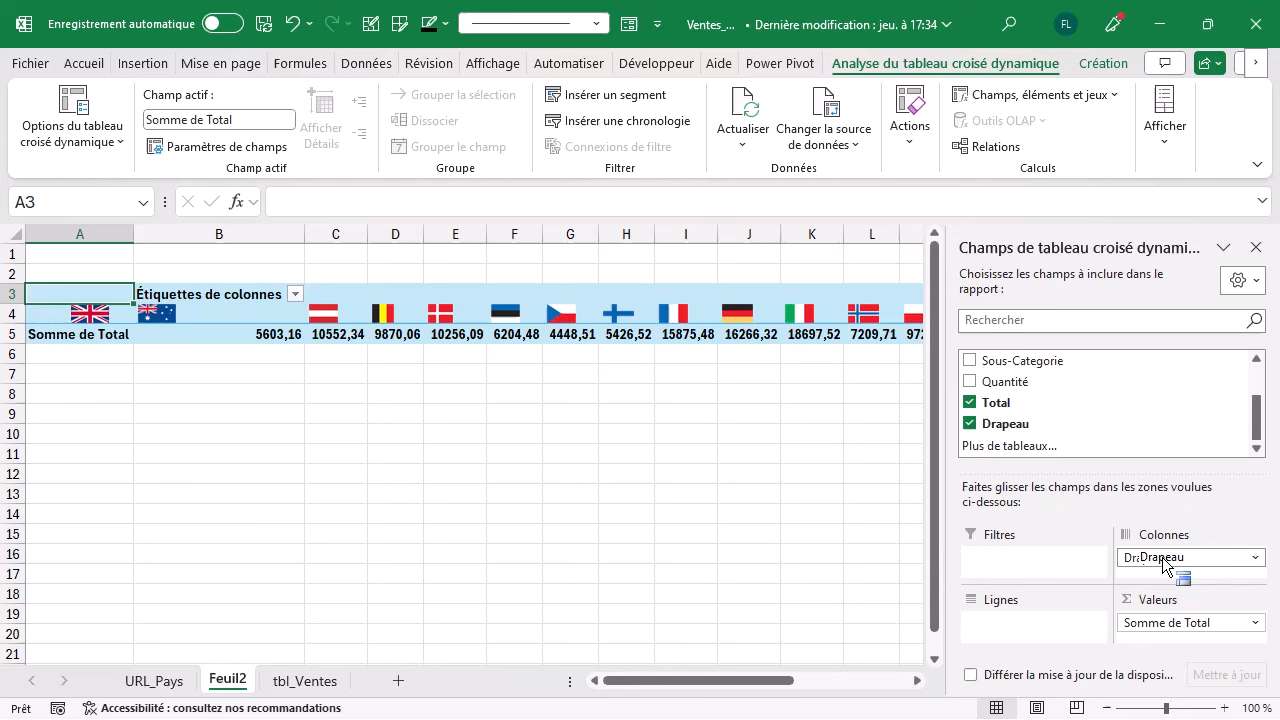 Enregistrement automatique
Ventes_... • Dernière modification : jeu. à 17:34
FL
Fichier Accueil Insertion Mise en page Formules Données Révision Affichage Automatiser Développeur Aide Power Pivot Analyse du tableau croisé dynamique Création
Options du tableau
croisé dynamique
Champ actif :
Somme de Total
Paramètres de champs
Afficher
Détails
Champ actif
Grouper la sélection
Dissocier
Grouper le champ
Groupe
Insérer un segment
Insérer une chronologie
Connexions de filtre
Filtrer
Actualiser
Changer la source
de données
Données
Actions
Champs, éléments et jeux
Outils OLAP
Relations
Calculs
Afficher
A3
fx
A B C D E F G H I J K L
1
2
3 Étiquettes de colonnes
4
5 Somme de Total 5603,16 10552,34 9870,06 10256,09 6204,48 4448,51 5426,52 15875,48 16266,32 18697,52 7209,71 972
6
7
8
9
10
11
12
13
14
15
16
17
18
19
20
21
Champs de tableau croisé dynami...
Choisissez les champs à inclure dans le
rapport :
Rechercher
Sous-Categorie
Quantité
Total
Drapeau
Plus de tableaux...
Faites glisser les champs dans les zones voulues
ci-dessous:
Filtres
Colonnes
Drapeau
Lignes
Σ Valeurs
Somme de Total
Différer la mise à jour de la disposi...
Mettre à jour
URL_Pays Feuil2 tbl_Ventes
Prêt
Accessibilité : consultez nos recommandations
100 %